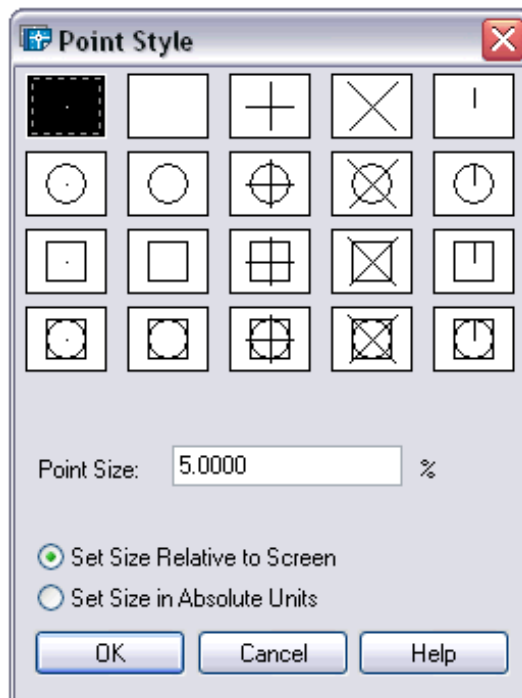 Point Style
Point Size: 5.0000 %
Set Size Relative to Screen
Set Size in Absolute Units
OK Cancel Help